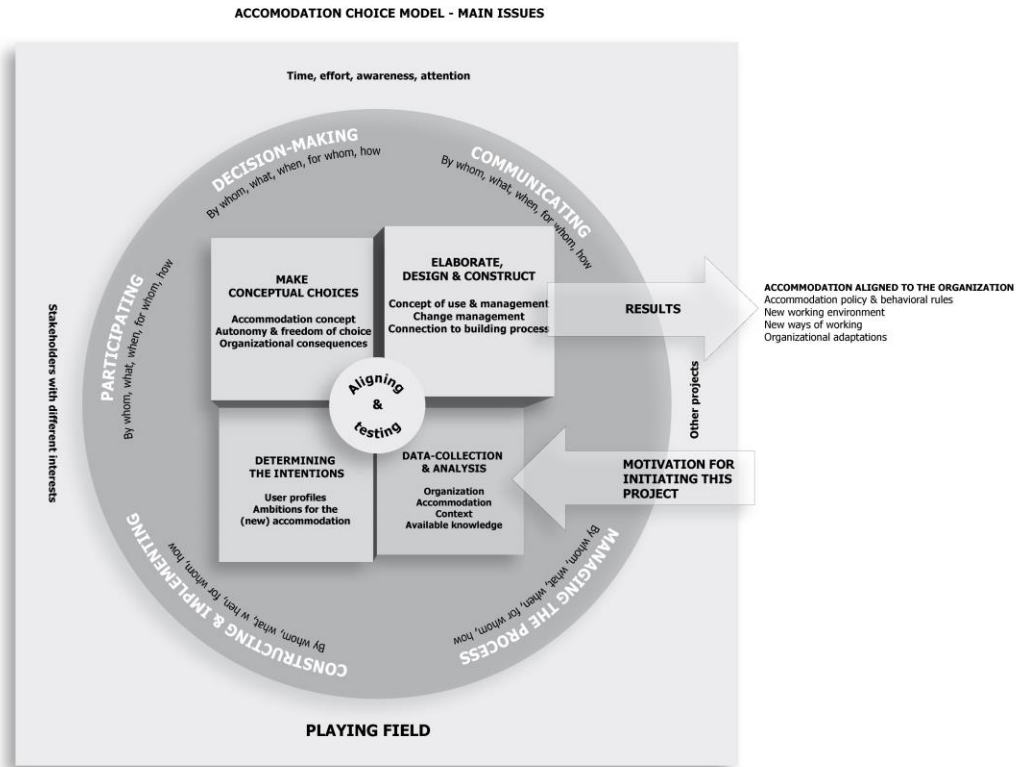 ACCOMODATION CHOICE MODEL - MAIN ISSUES
Time, effort, awareness, attention
DECISION-MAKING
By whom, what, when, for whom, how
COMMUNICATING
By whom, what, when, for whom, how
PARTICIPATING
By whom, what, when, for whom, how
Stakeholders with different interests
MAKE
CONCEPTUAL CHOICES
Accommodation concept
Autonomy & freedom of choice
Organizational consequences
ELABORATE,
DESIGN & CONSTRUCT
Concept of use & management
Change management
Connection to building process
RESULTS
ACCOMMODATION ALIGNED TO THE ORGANIZATION
Accommodation policy & behavioral rules
New working environment
New ways of working
Organizational adaptations
Aligning
&
testing
Other projects
DETERMINING
THE INTENTIONS
User profiles
Ambitions for the
(new) accommodation
DATA-COLLECTION
& ANALYSIS
Organization
Accommodation
Context
Available knowledge
MOTIVATION FOR
INITIATING THIS
PROJECT
CONSTRUCTING & IMPLEMENTING
By whom, what, w hen, for whom, how
MANAGING THE PROCESS
By whom, what, when, for whom, how
PLAYING FIELD